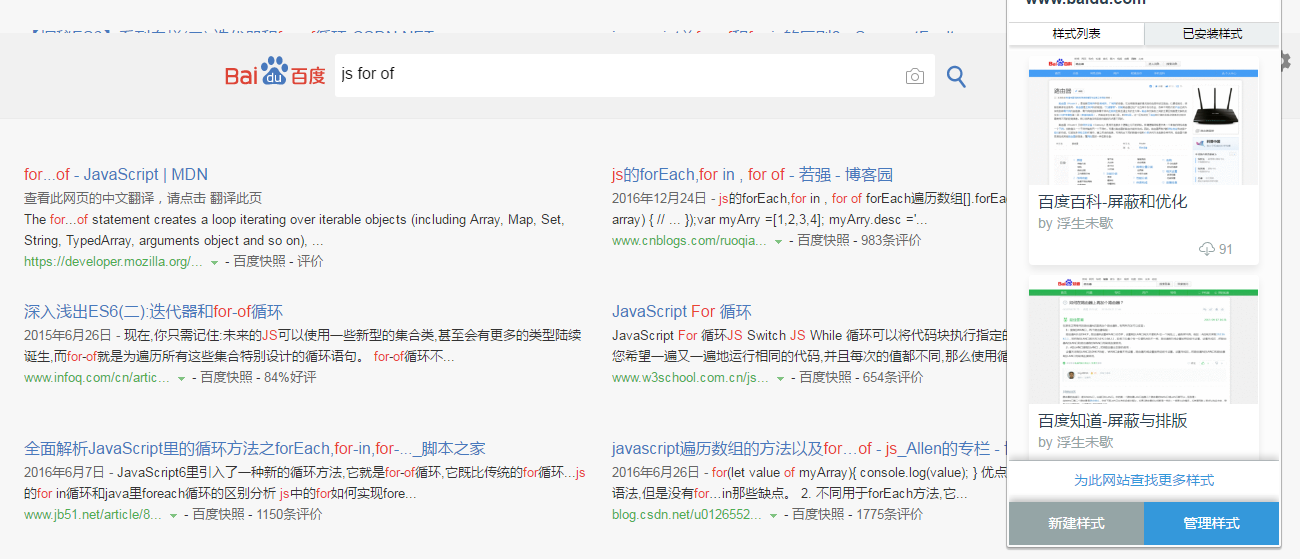 www.baidu.com
样式列表
已安装样式
Bai du 百度
js for of
for...of - JavaScript | MDN
查看此网页的中文翻译，请点击 翻译此页
The for...of statement creates a loop iterating over iterable objects (including Array, Map, Set,
String, TypedArray, arguments object and so on), ...
https://developer.mozilla.org/... - 百度快照 - 评价
js的forEach,for in , for of - 若强 - 博客园
2016年12月24日 - js的forEach,for in , for of forEach遍历数组[].forEac
array) { // ... });var myArry =[1,2,3,4]; myArry.desc ='...
www.cnblogs.com/ruoqia... - 百度快照 - 983条评价
深入浅出ES6(二):迭代器和for-of循环
2015年6月26日 - 现在,你只需记住:未来的JS可以使用一些新型的集合类,甚至会有更多的类型陆续
诞生,而for-of就是为遍历所有这些集合特别设计的循环语句。 for-of循环不...
www.infoq.com/cn/artic... - 百度快照 - 84%好评
JavaScript For 循环
JavaScript For 循环JS Switch JS While 循环可以将代码块执行指定的
您希望一遍又一遍地运行相同的代码,并且每次的值都不同,那么使用循
www.w3school.com.cn/js... - 百度快照 - 654条评价
全面解析JavaScript里的循环方法之forEach,for-in,for-..._脚本之家
2016年6月7日 - JavaScript6里引入了一种新的循环方法,它就是for-of循环,它既比传统的for循环...js
的for in循环和java里foreach循环的区别分析 js中的for如何实现fore...
www.jb51.net/article/8... - 百度快照 - 1150条评价
javascript遍历数组的方法以及for…of - js_Allen的专栏 -
2016年6月26日 - for(let value of myArray){ console.log(value); } 优点
语法,但是没有for…in那些缺点。 2. 不同用于forEach方法,它...
blog.csdn.net/u0126552... - 百度快照 - 1775条评价
百度百科-屏蔽和优化
by 浮生未歇
91
百度知道-屏蔽与排版
by 浮生未歇
为此网站查找更多样式
新建样式
管理样式